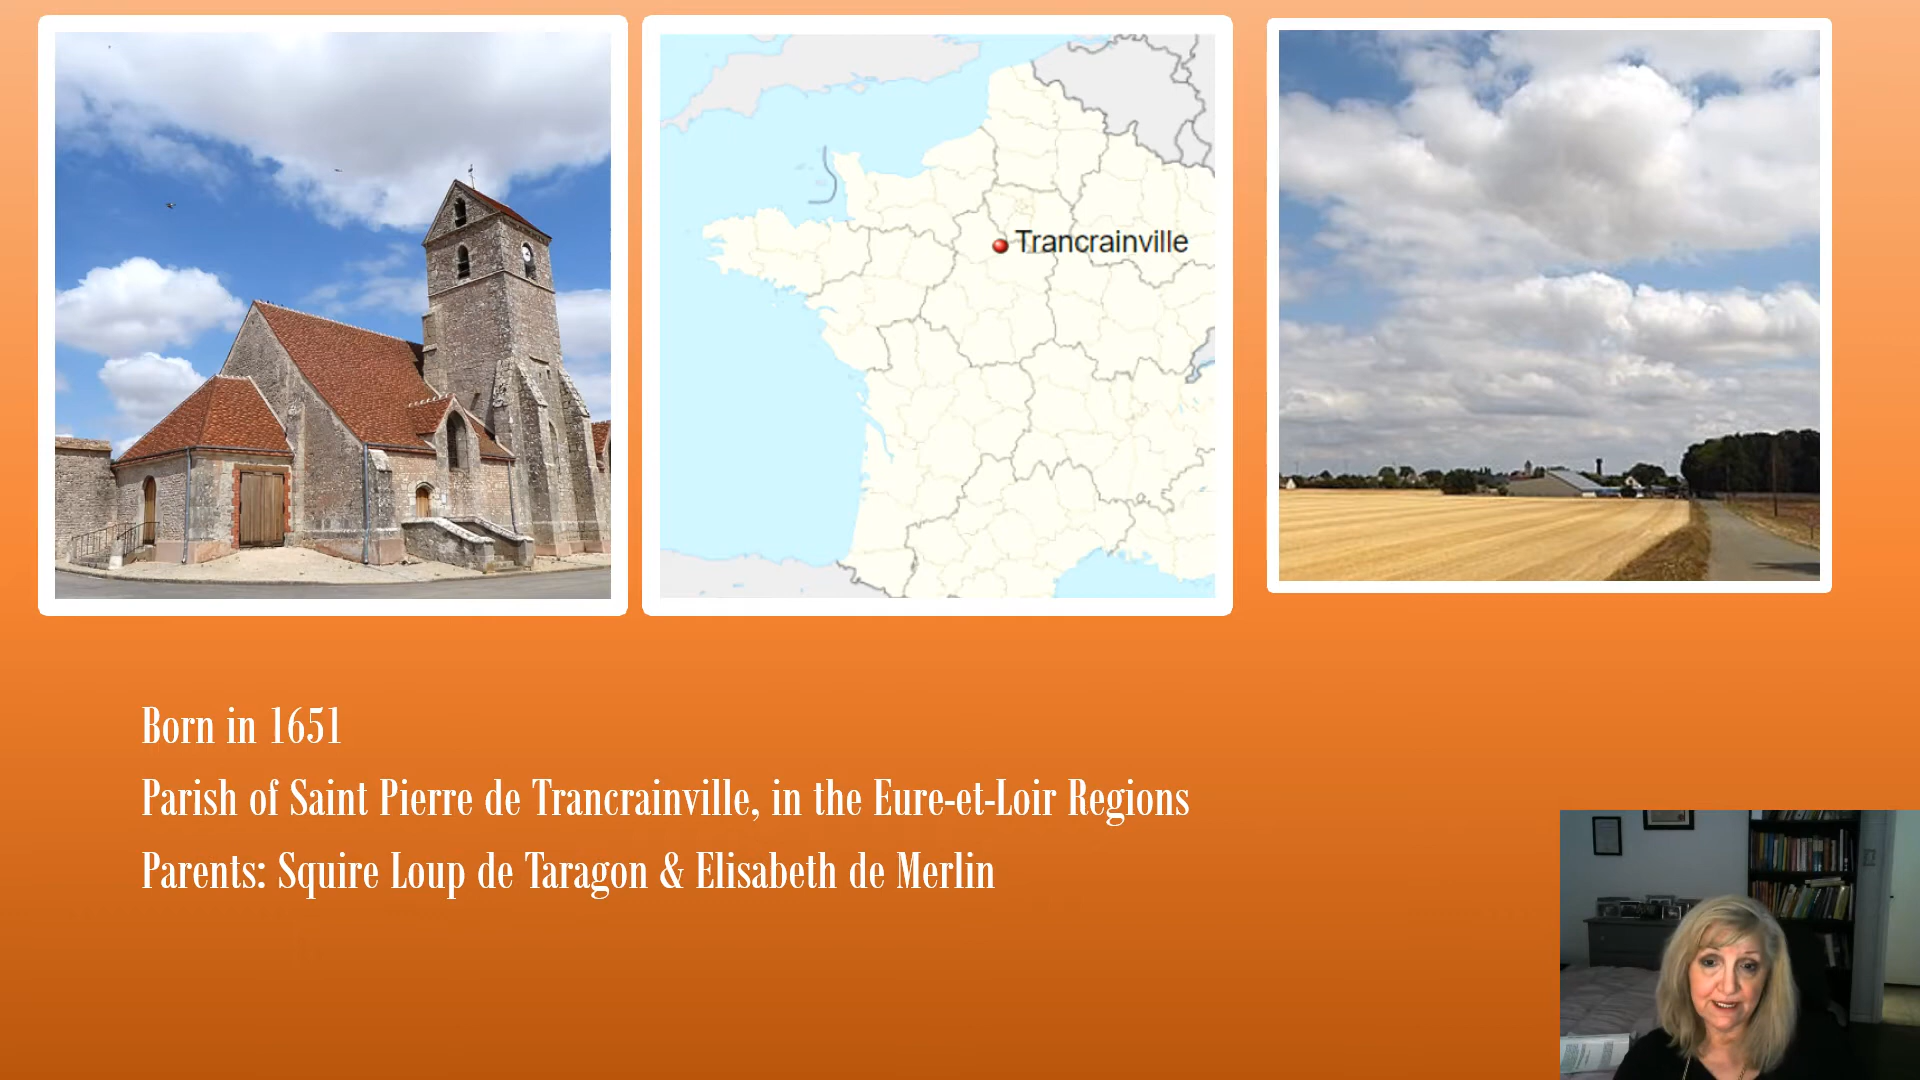 Trancrainville
Born in 1651
Parish of Saint Pierre de Trancrainville, in the Eure-et-Loir Regions
Parents: Squire Loup de Taragon & Elisabeth de Merlin